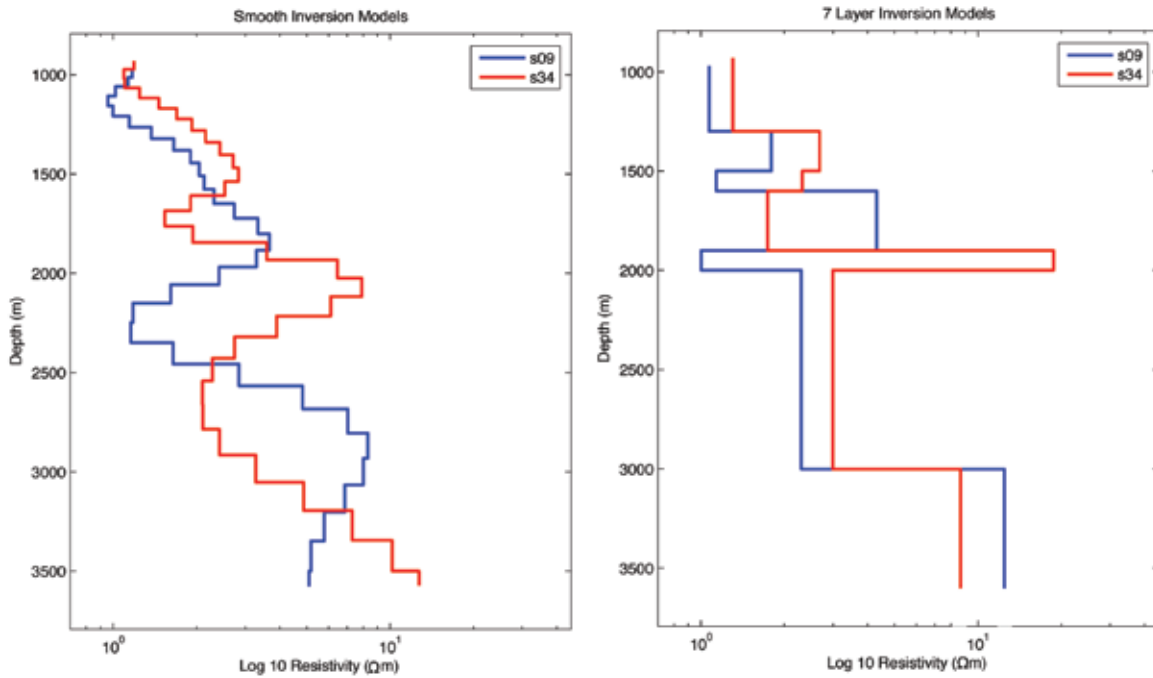 Smooth Inversion Models
s09
s34
1000
1500
2000
2500
3000
3500
Depth (m)
10⁰
10¹
Log 10 Resistivity (Ωm)
7 Layer Inversion Models
s09
s34
1000
1500
2000
2500
3000
3500
Depth (m)
10⁰
10¹
Log 10 Resistivity (Ωm)